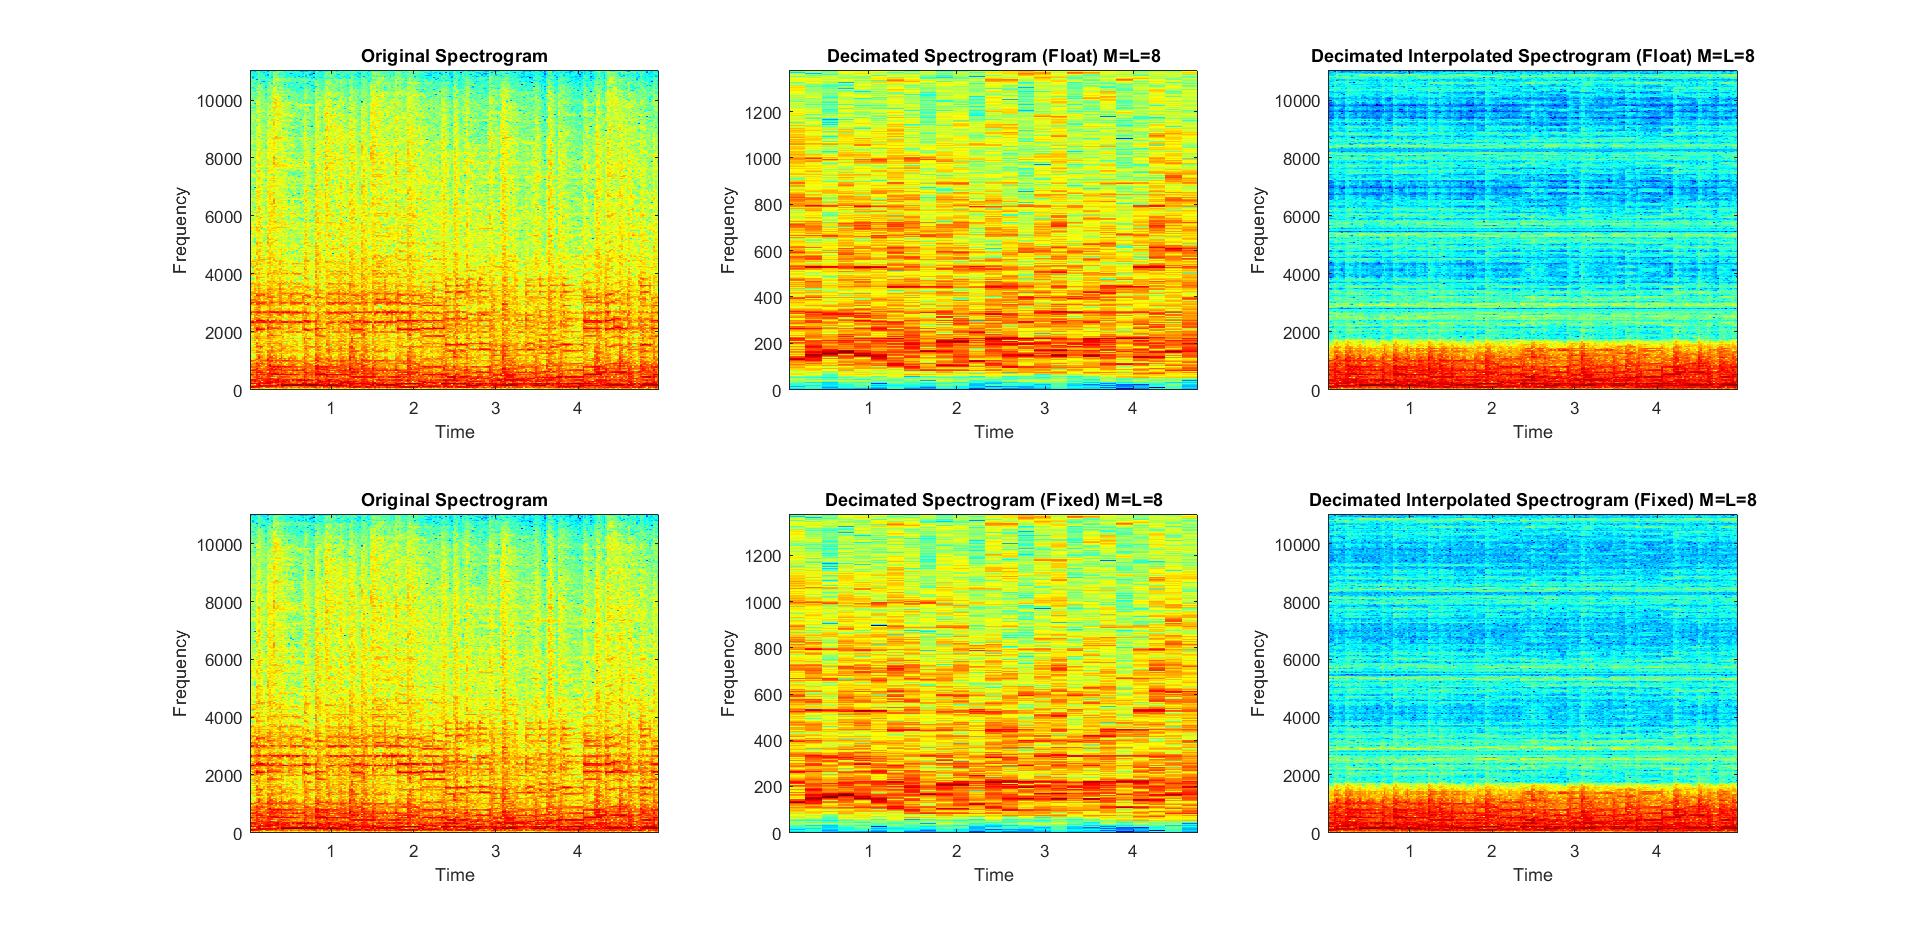 Original Spectrogram
10000
8000
6000
4000
2000
0
Frequency
1 2 3 4
Time
Decimated Spectrogram (Float) M=L=8
1200
1000
800
600
400
200
0
Frequency
1 2 3 4
Time
Decimated Interpolated Spectrogram (Float) M=L=8
10000
8000
6000
4000
2000
0
Frequency
1 2 3 4
Time
Original Spectrogram
10000
8000
6000
4000
2000
0
Frequency
1 2 3 4
Time
Decimated Spectrogram (Fixed) M=L=8
1200
1000
800
600
400
200
0
Frequency
1 2 3 4
Time
Decimated Interpolated Spectrogram (Fixed) M=L=8
10000
8000
6000
4000
2000
0
Frequency
1 2 3 4
Time